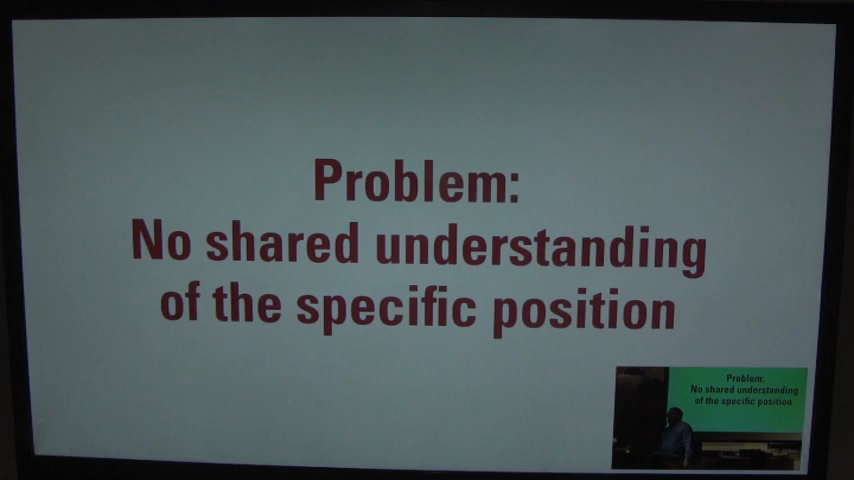 Problem:
No shared understanding
of the specific position
Problem:
No shared understanding
of the specific position